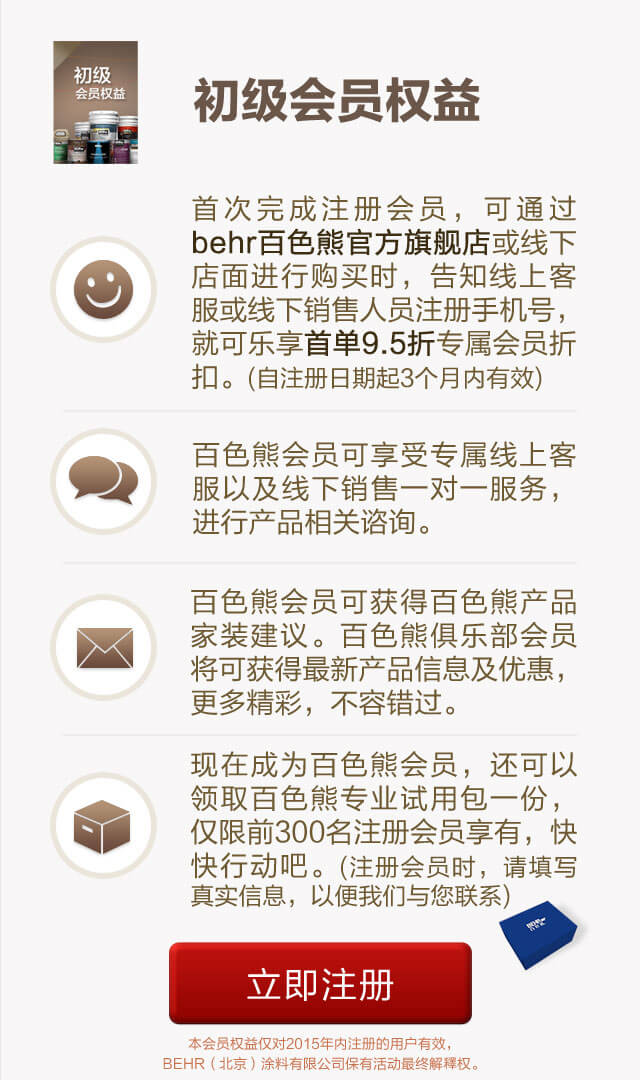 初级
会员权益
初级会员权益
首次完成注册会员，可通过
behr百色熊官方旗舰店或线下
店面进行购买时，告知线上客
服或线下销售人员注册手机号，
就可乐享首单9.5折专属会员折
扣。(自注册日期起3个月内有效)
百色熊会员可享受专属线上客
服以及线下销售一对一服务，
进行产品相关谘询。
百色熊会员可获得百色熊产品
家装建议。百色熊俱乐部会员
将可获得最新产品信息及优惠，
更多精彩，不容错过。
现在成为百色熊会员，还可以
领取百色熊专业试用包一份，
仅限前300名注册会员享有，快
快行动吧。(注册会员时，请填写
真实信息，以便我们与您联系)
立即注册
本会员权益仅对2015年内注册的用户有效，
BEHR（北京）涂料有限公司保有活动最终解釋权。